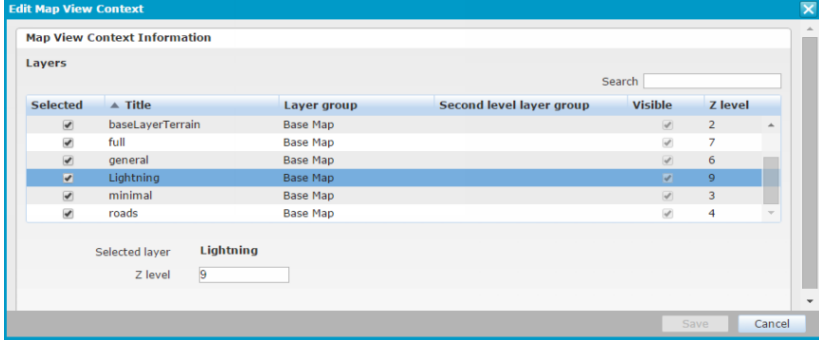 Edit Map View Context
Map View Context Information
Layers
Search
Selected Title Layer group Second level layer group Visible Z level
baseLayerTerrain Base Map 2
full Base Map 7
general Base Map 6
Lightning Base Map 9
minimal Base Map 3
roads Base Map 4
Selected layer Lightning
Z level 9
Save Cancel